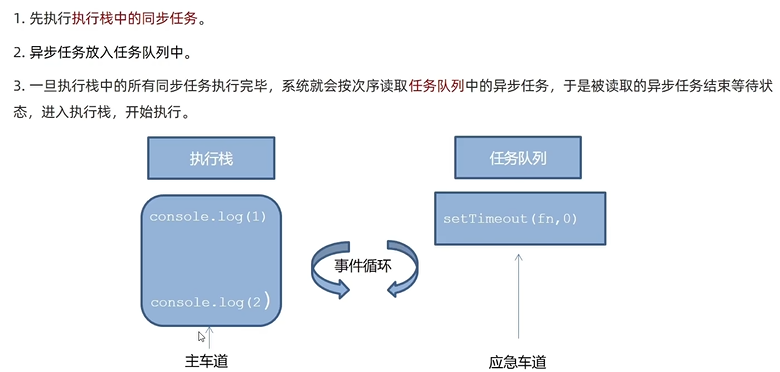 1. 先执行执行栈中的同步任务。
2. 异步任务放入任务队列中。
3. 一旦执行栈中的所有同步任务执行完毕，系统就会按次序读取任务队列中的异步任务，于是被读取的异步任务结束等待状
态，进入执行栈，开始执行。
执行栈
任务队列
console.log(1)
setTimeout(fn,0)
事件循环
console.log(2)
主车道
应急车道